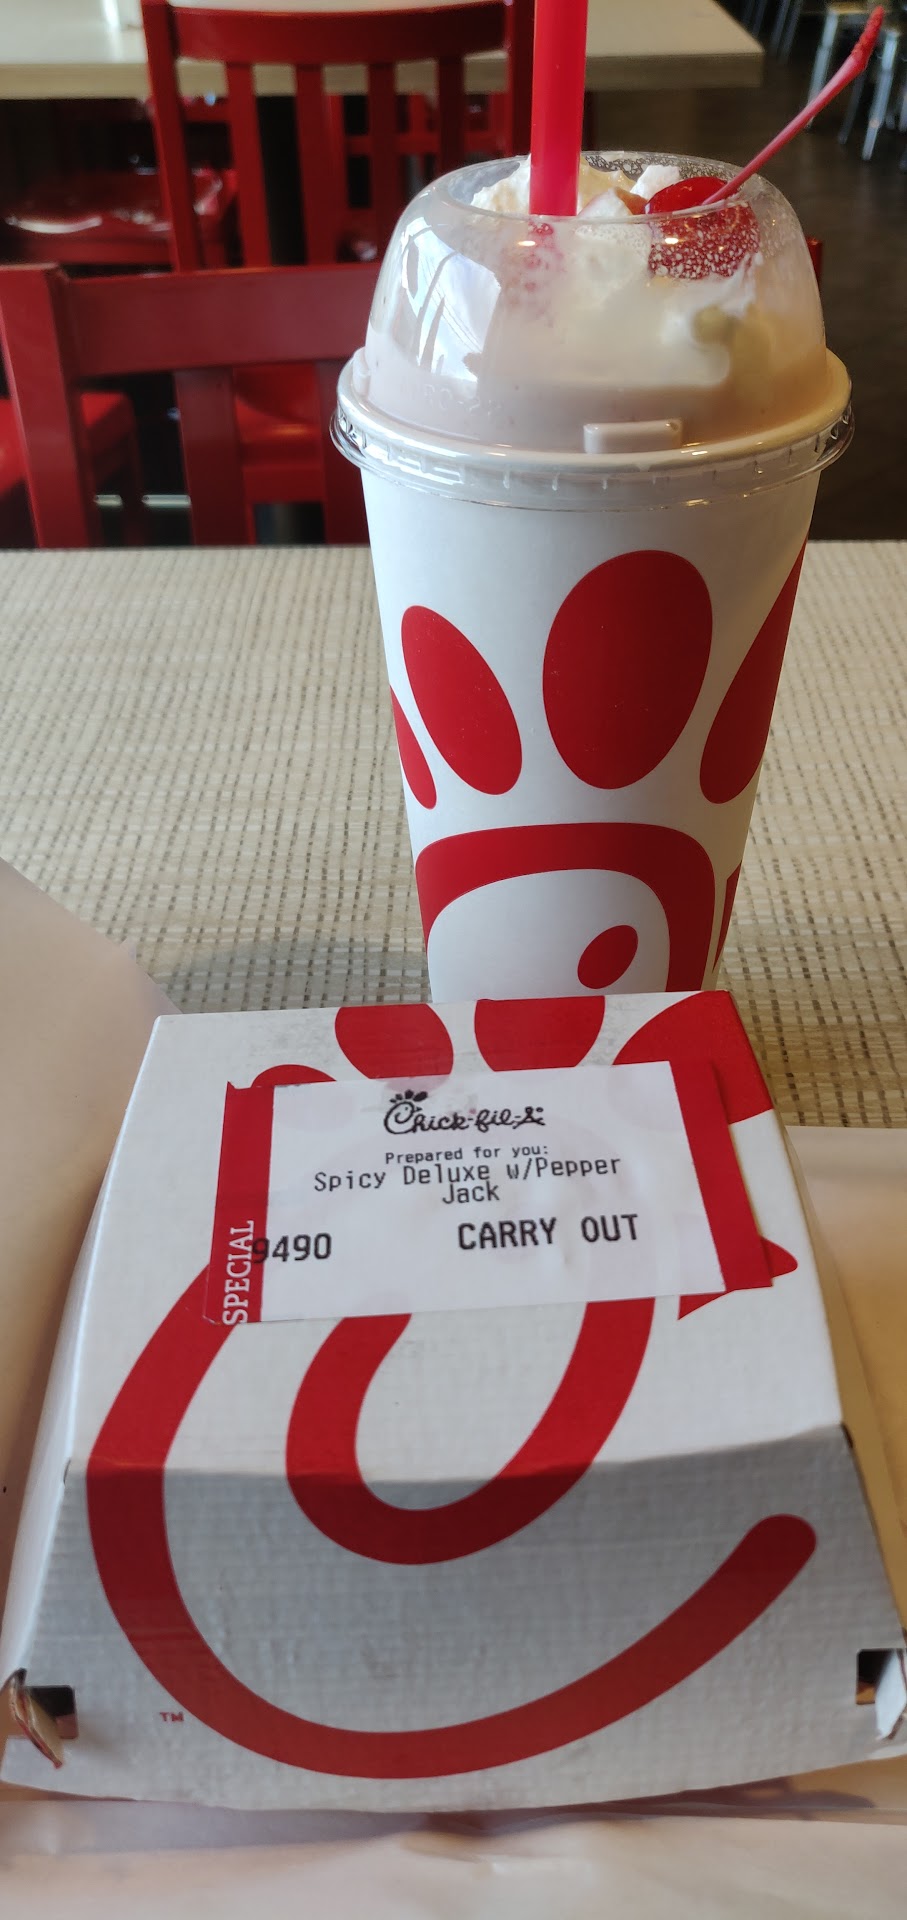 Chick-fil-A
Prepared for you:
Spicy Deluxe w/Pepper
Jack
SPECIAL
9490 CARRY OUT
TM